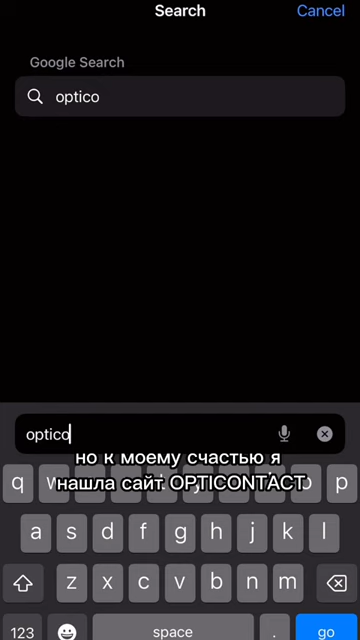 Search
Cancel
Google Search
optico
optico
но к моему счастью я
нашла сайт OPTICONTACT
q w p
a s d f g h j k l
z x c v b n m
123 space . go